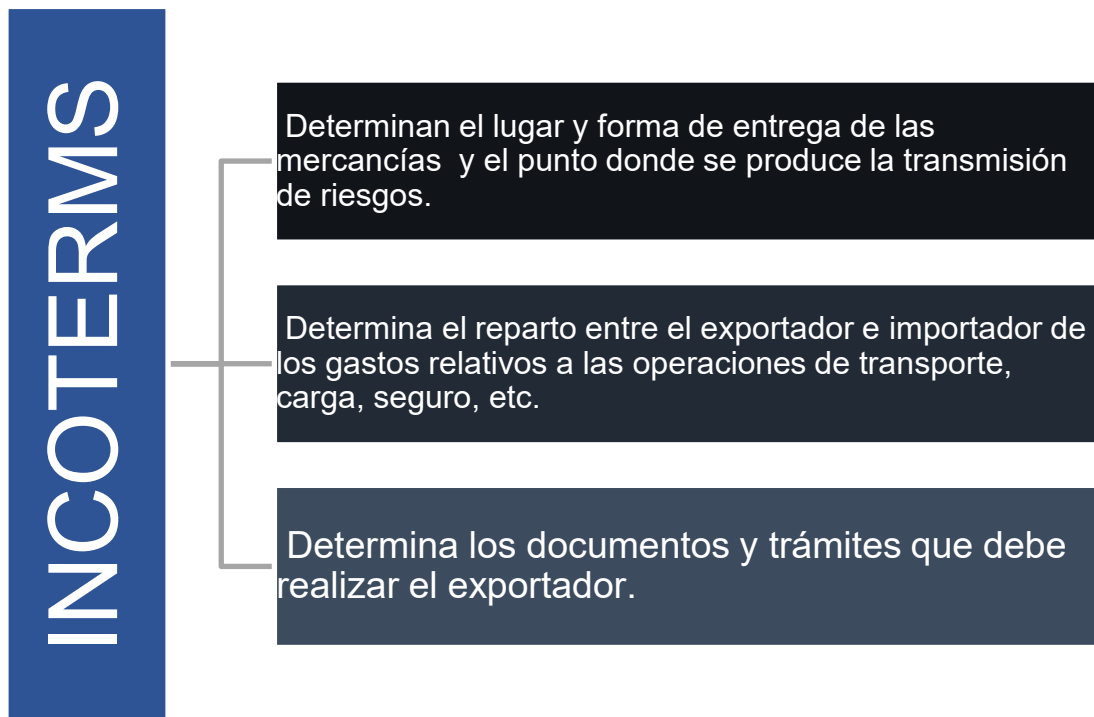 INCOTERMS
Determinan el lugar y forma de entrega de las
mercancías y el punto donde se produce la transmisión
de riesgos.
Determina el reparto entre el exportador e importador de
los gastos relativos a las operaciones de transporte,
carga, seguro, etc.
Determina los documentos y trámites que debe
realizar el exportador.